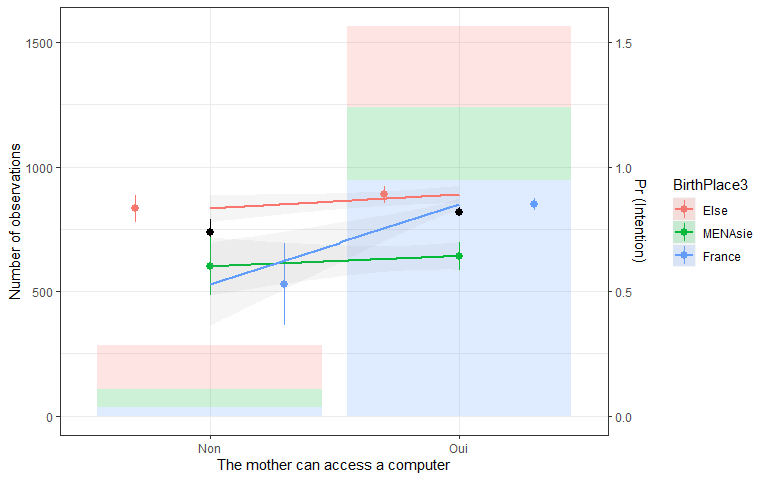 1500
1000
500
0
Number of observations
1.5
1.0
0.5
0.0
Pr (Intention)
Non
Oui
The mother can access a computer
BirthPlace3
Else
MENAsie
France